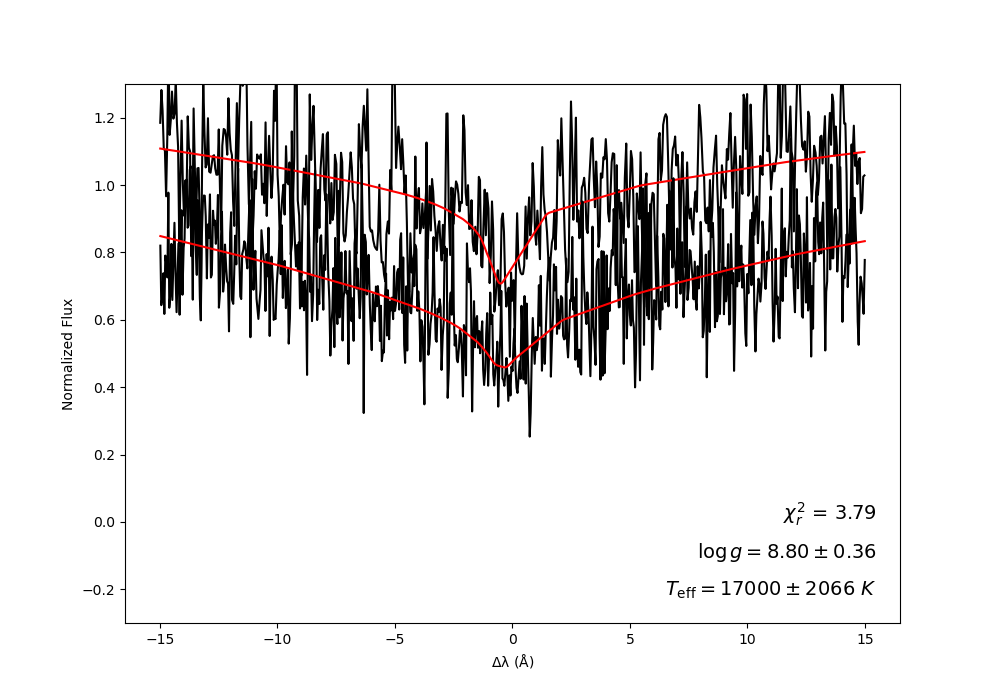 1.2
1.0
0.8
0.6
0.4
0.2
0.0
−0.2
Normalized Flux
χ²ᵣ = 3.79
log g = 8.80 ± 0.36
T_eff = 17000 ± 2066 K
−15 −10 −5 0 5 10 15
Δλ (Å)